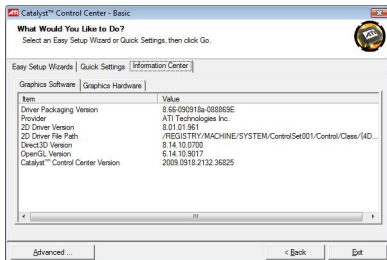 Catalyst™ Control Center - Basic
What Would You Like to Do?
Select an Easy Setup Wizard or Quick Settings, then click Go.
ATI
Easy Setup Wizards Quick Settings Information Center
Graphics Software Graphics Hardware
Item Value
Driver Packaging Version 8.66-090918a-088869E
Provider ATI Technologies Inc.
2D Driver Version 8.01.01.961
2D Driver File Path /REGISTRY/MACHINE/SYSTEM/ControlSet001/Control/Class/{4D...
Direct3D Version 8.14.10.0700
OpenGL Version 6.14.10.9017
Catalyst™ Control Center Version 2009.0918.2132.36825
Advanced ... < Back Exit